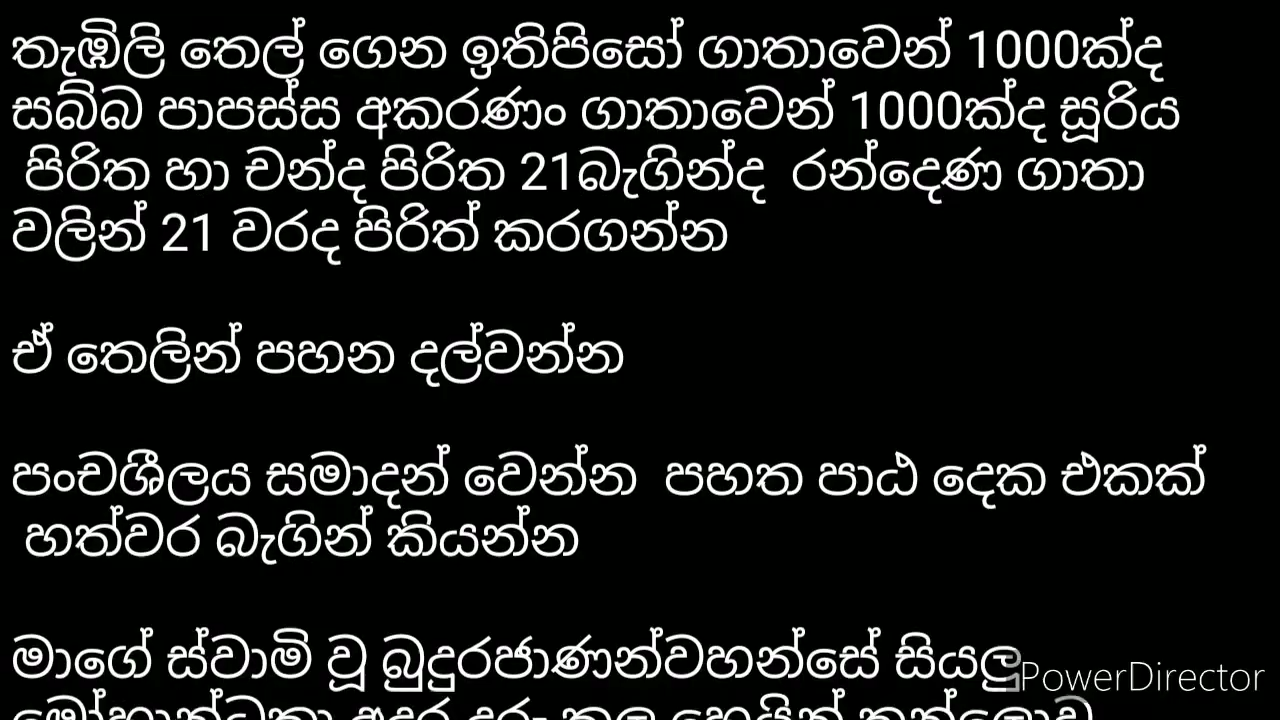 තැඹිලි තෙල් ගෙන ඉතිපිසෝ ගාතාවෙන් 1000ක්ද
සබ්බ පාපස්ස අකරණං ගාතාවෙන් 1000ක්ද සූරිය
පිරිත හා චන්ද පිරිත 21බැගින්ද රන්දෙණ ගාතා
වලින් 21 වරද පිරිත් කරගන්න
ඒ තෙලින් පහන දල්වන්න
පංචශීලය සමාදන් වෙන්න පහත පාඨ දෙක එකක්
හත්වර බැගින් කියන්න
මාගේ ස්වාමි වූ බුදුරජාණන්වහන්සේ සියලු
PowerDirector